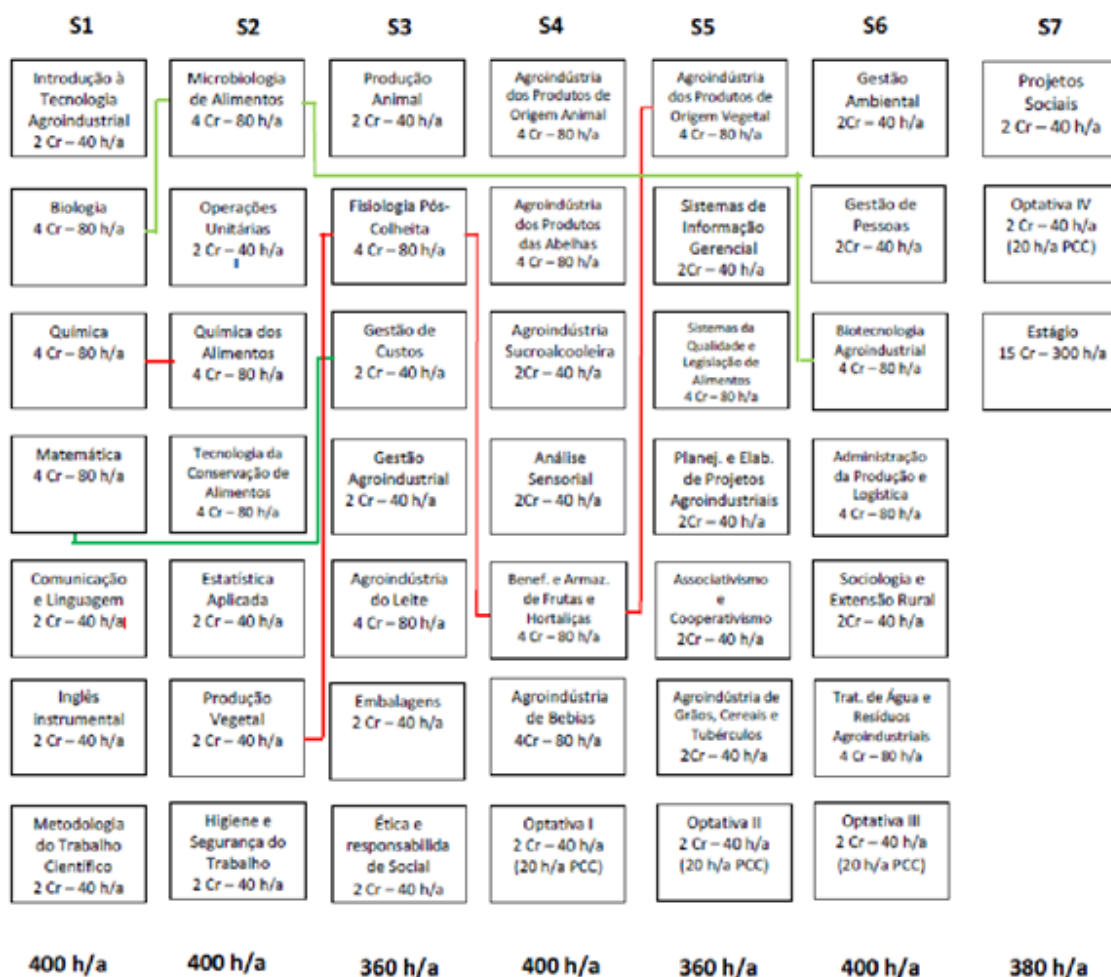 S1
S2
S3
S4
S5
S6
S7
Introdução à
Tecnologia
Agroindustrial
2 Cr – 40 h/a
Microbiologia
de Alimentos
4 Cr – 80 h/a
Produção
Animal
2 Cr – 40 h/a
Agroindústria
dos Produtos de
Origem Animal
4 Cr – 80 h/a
Agroindústria
dos Produtos de
Origem Vegetal
4 Cr – 80 h/a
Gestão
Ambiental
2Cr – 40 h/a
Projetos
Sociais
2 Cr – 40 h/a
Biologia
4 Cr – 80 h/a
Operações
Unitárias
2 Cr – 40 h/a
Fisiologia Pós-
Colheita
4 Cr – 80 h/a
Agroindústria
dos Produtos
das Abelhas
4 Cr – 80 h/a
Sistemas de
Informação
Gerencial
2Cr – 40 h/a
Gestão de
Pessoas
2Cr – 40 h/a
Optativa IV
2 Cr – 40 h/a
(20 h/a PCC)
Química
4 Cr – 80 h/a
Química dos
Alimentos
4 Cr – 80 h/a
Gestão de
Custos
2 Cr – 40 h/a
Agroindústria
Sucroalcooleira
2Cr – 40 h/a
Sistemas da
Qualidade e
Legislação de
Alimentos
4 Cr – 80 h/a
Biotecnologia
Agroindustrial
4 Cr – 80 h/a
Estágio
15 Cr – 300 h/a
Matemática
4 Cr – 80 h/a
Tecnologia da
Conservação de
Alimentos
4 Cr – 80 h/a
Gestão
Agroindustrial
2 Cr – 40 h/a
Análise
Sensorial
2Cr – 40 h/a
Planej. e Elab.
de Projetos
Agroindustriais
2Cr – 40 h/a
Administração
da Produção e
Logistica
4 Cr – 80 h/a
Comunicação
e Linguagem
2 Cr – 40 h/a
Estatística
Aplicada
2 Cr – 40 h/a
Agroindústria
do Leite
4 Cr – 80 h/a
Benef. e Armaz.
de Frutas e
Hortaliças
4 Cr – 80 h/a
Associativismo
e
Cooperativismo
2Cr – 40 h/a
Sociologia e
Extensão Rural
2Cr – 40 h/a
Inglês
instrumental
2 Cr – 40 h/a
Produção
Vegetal
2 Cr – 40 h/a
Embalagens
2 Cr – 40 h/a
Agroindústria
de Bebias
4Cr – 80 h/a
Agroindústria de
Grãos, Cereais e
Tubérculos
2Cr – 40 h/a
Trat. de Água e
Resíduos
Agroindustriais
4 Cr – 80 h/a
Metodologia
do Trabalho
Científico
2 Cr – 40 h/a
Higiene e
Segurança do
Trabalho
2 Cr – 40 h/a
Ética e
responsabilida
de Social
2 Cr – 40 h/a
Optativa I
2 Cr – 40 h/a
(20 h/a PCC)
Optativa II
2 Cr – 40 h/a
(20 h/a PCC)
Optativa III
2 Cr – 40 h/a
(20 h/a PCC)
400 h/a
400 h/a
360 h/a
400 h/a
360 h/a
400 h/a
380 h/a